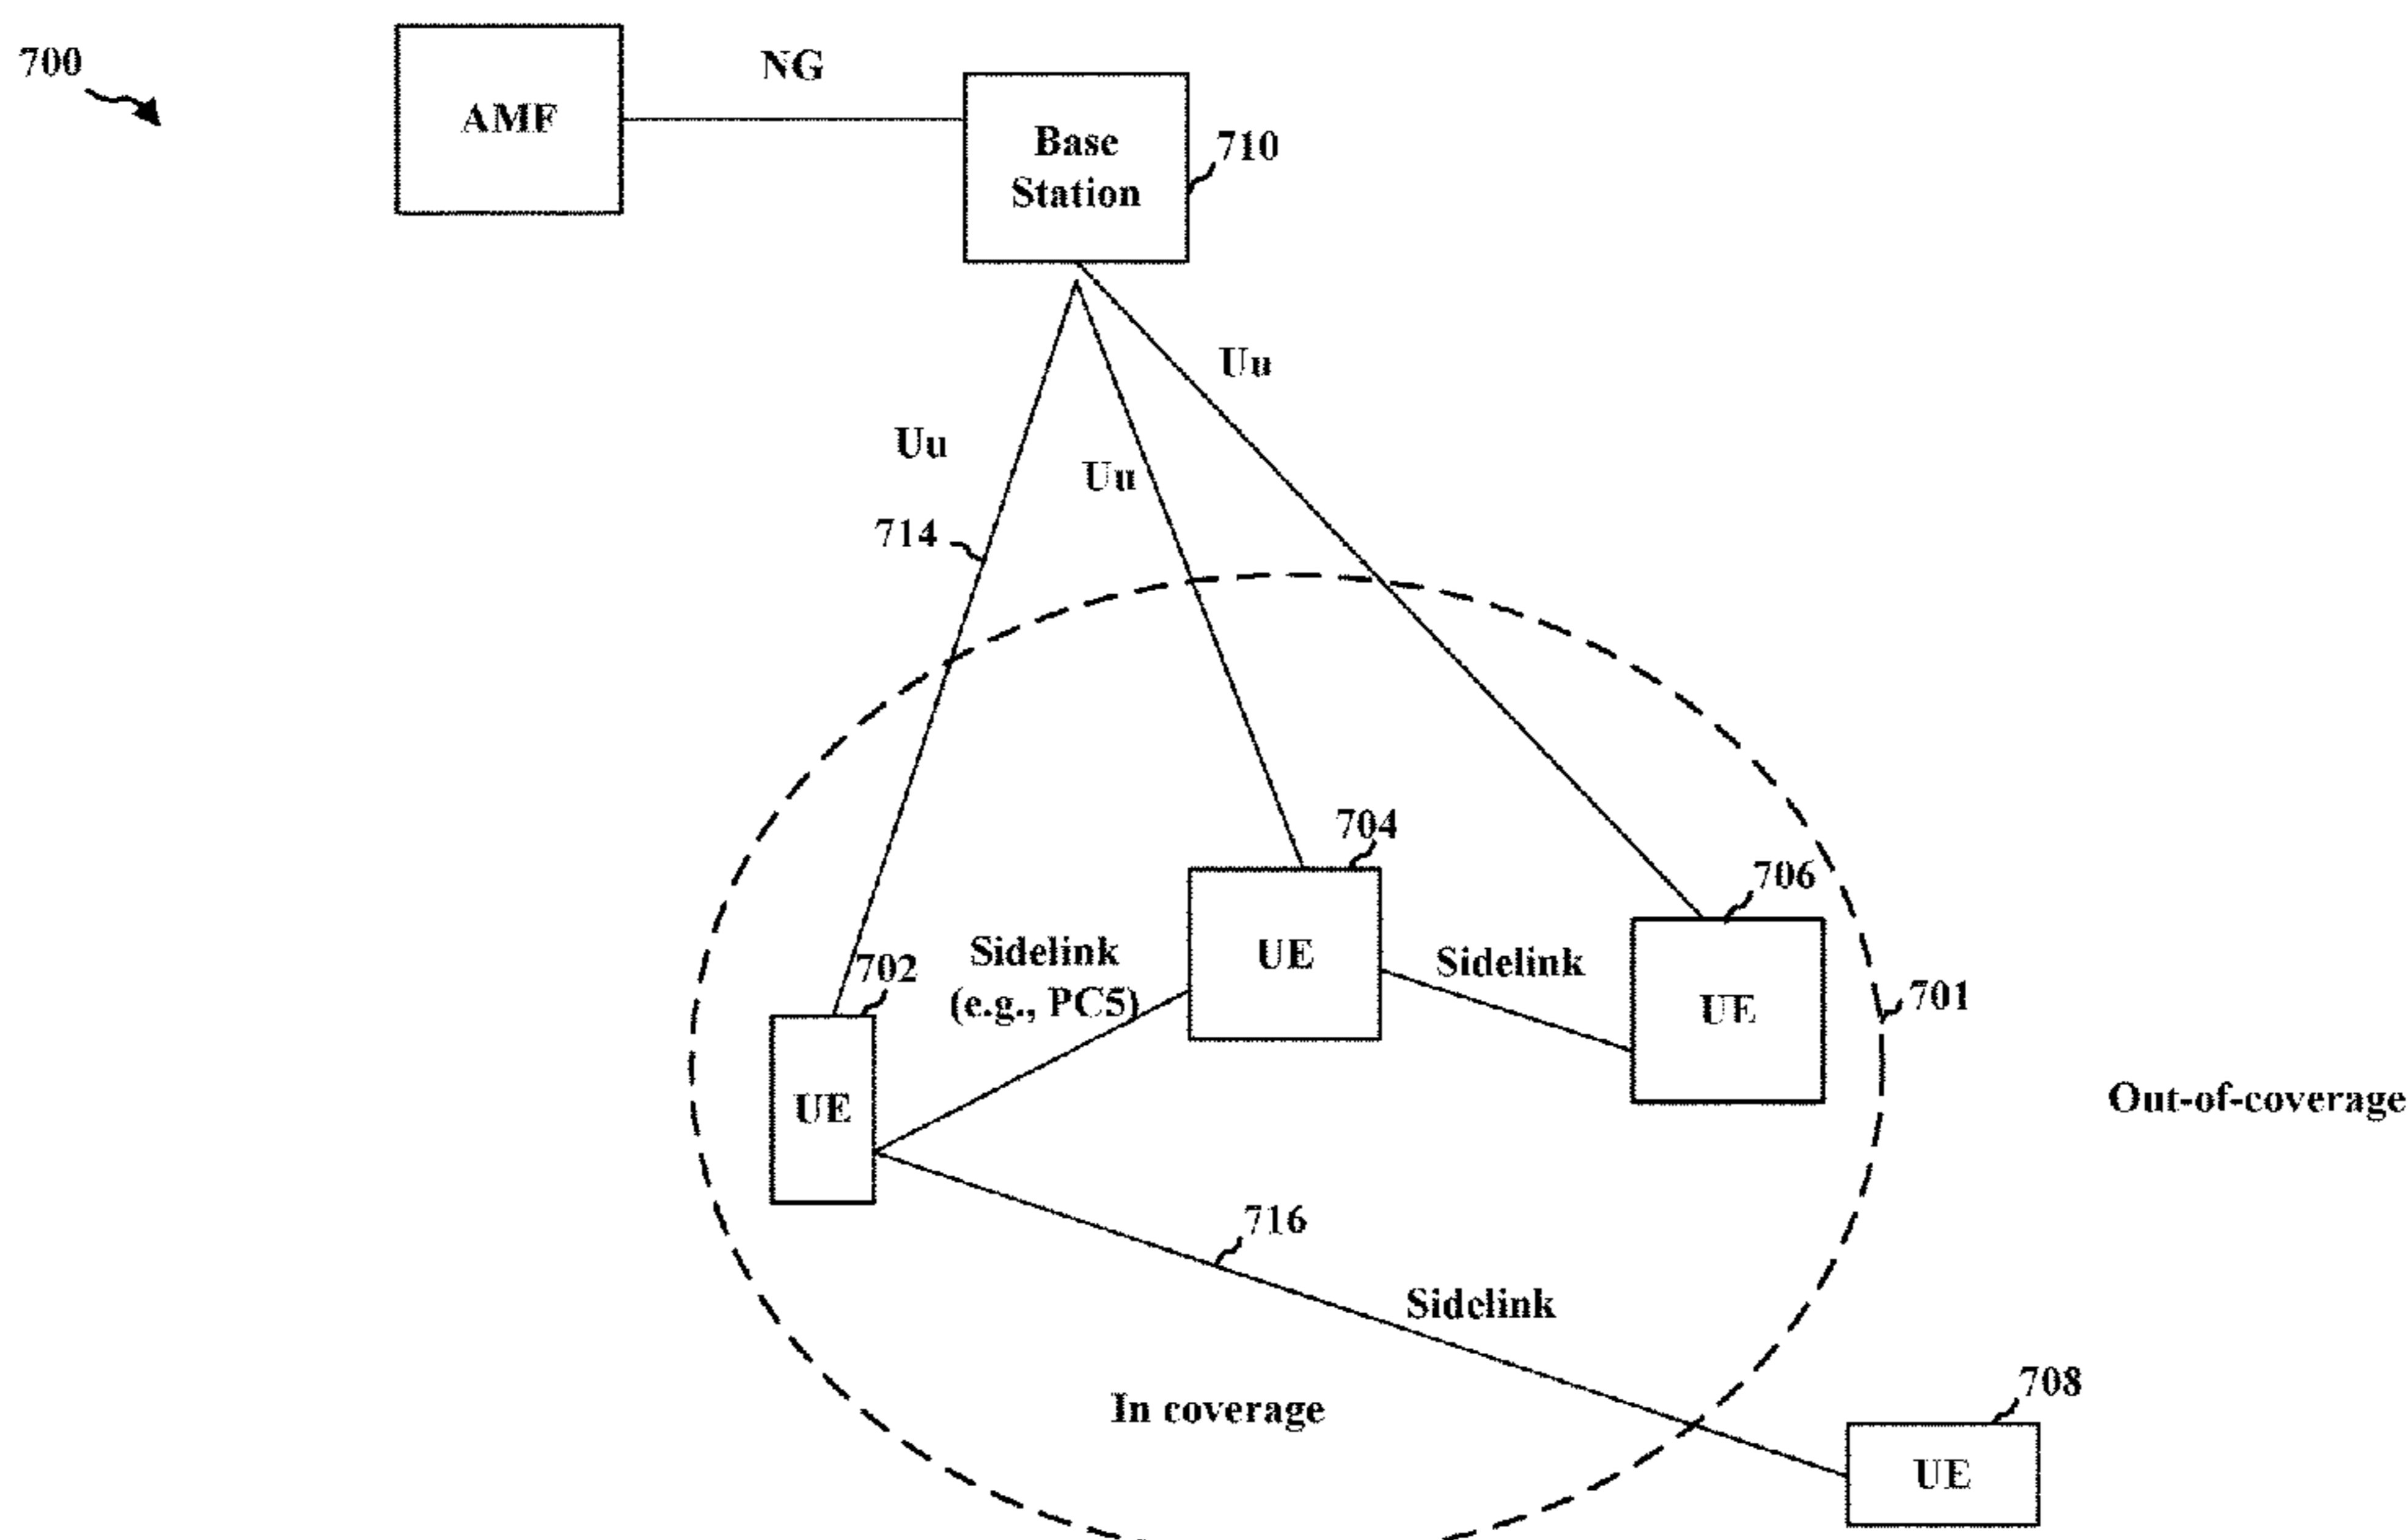 700
AMF
NG
Base
Station
710
Uu
Uu
Uu
714
704
706
702
Sidelink
(e.g., PC5)
UE
Sidelink
UE
701
UE
Out-of-coverage
716
Sidelink
In coverage
708
UE